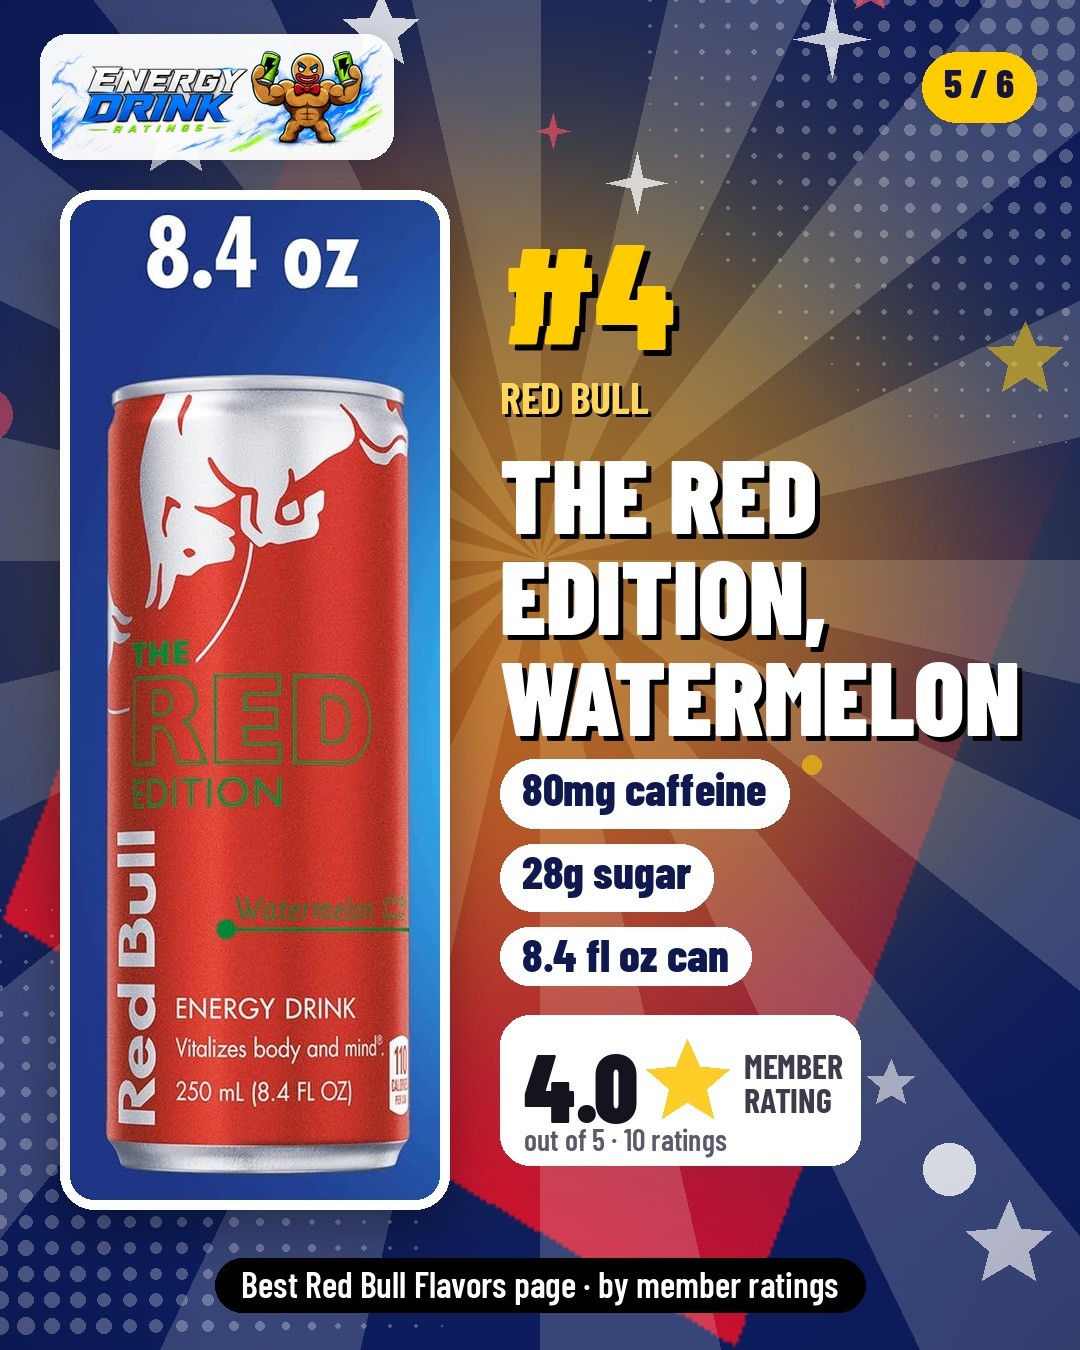 ENERGY
DRINK
RATINGS
5 / 6
8.4 oz
THE
RED
EDITION
Red Bull
Watermelon
ENERGY DRINK
Vitalizes body and mind®.
250 mL (8.4 FL OZ)
110
CALORIES
PER CAN
#4
RED BULL
THE RED
EDITION,
WATERMELON
80mg caffeine
28g sugar
8.4 fl oz can
4.0
MEMBER
RATING
out of 5 · 10 ratings
Best Red Bull Flavors page · by member ratings